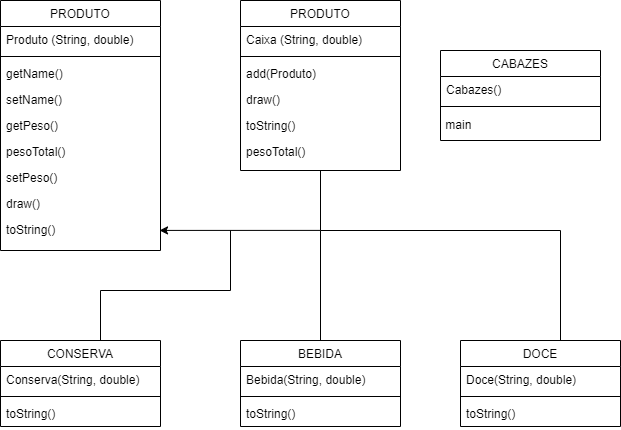 PRODUTO
Produto (String, double)
getName()
setName()
getPeso()
pesoTotal()
setPeso()
draw()
toString()
PRODUTO
Caixa (String, double)
add(Produto)
draw()
toString()
pesoTotal()
CABAZES
Cabazes()
main
CONSERVA
Conserva(String, double)
toString()
BEBIDA
Bebida(String, double)
toString()
DOCE
Doce(String, double)
toString()